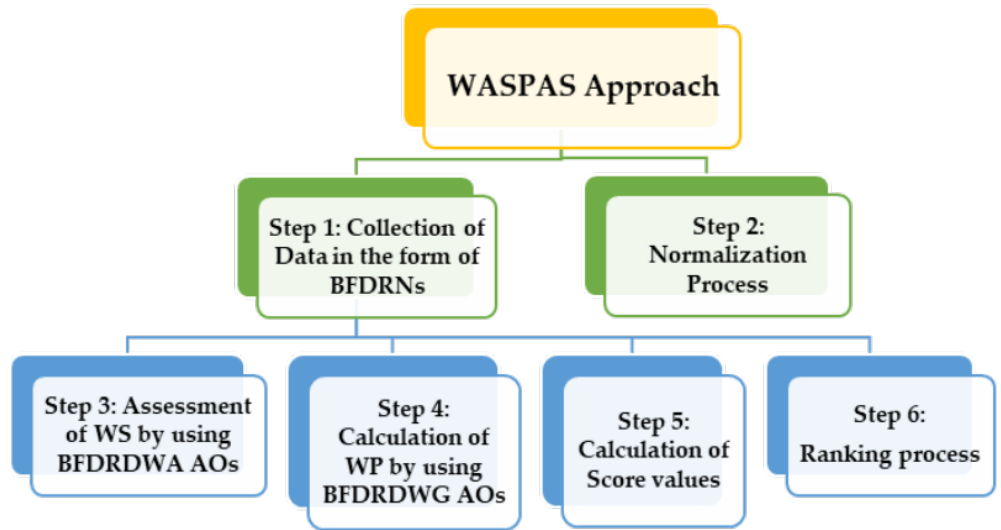 WASPAS Approach
Step 1: Collection of
Data in the form of
BFDRNs
Step 2:
Normalization
Process
Step 3: Assessment
of WS by using
BFDRDWA AOs
Step 4:
Calculation of
WP by using
BFDRDWG AOs
Step 5:
Calculation of
Score values
Step 6:
Ranking process